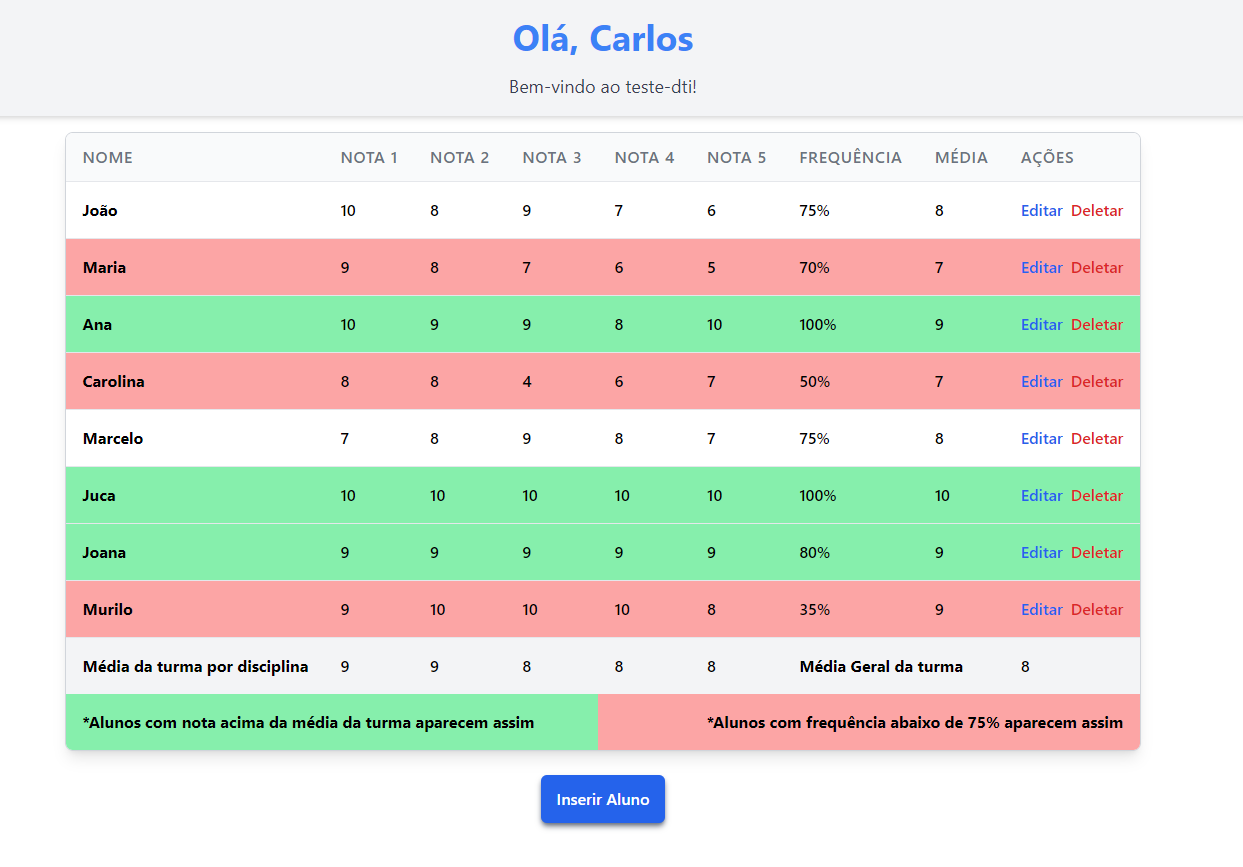 Olá, Carlos
Bem-vindo ao teste-dti!
NOME NOTA 1 NOTA 2 NOTA 3 NOTA 4 NOTA 5 FREQUÊNCIA MÉDIA AÇÕES
João 10 8 9 7 6 75% 8 Editar Deletar
Maria 9 8 7 6 5 70% 7 Editar Deletar
Ana 10 9 9 8 10 100% 9 Editar Deletar
Carolina 8 8 4 6 7 50% 7 Editar Deletar
Marcelo 7 8 9 8 7 75% 8 Editar Deletar
Juca 10 10 10 10 10 100% 10 Editar Deletar
Joana 9 9 9 9 9 80% 9 Editar Deletar
Murilo 9 10 10 10 8 35% 9 Editar Deletar
Média da turma por disciplina 9 9 8 8 8 Média Geral da turma 8
*Alunos com nota acima da média da turma aparecem assim *Alunos com frequência abaixo de 75% aparecem assim
Inserir Aluno